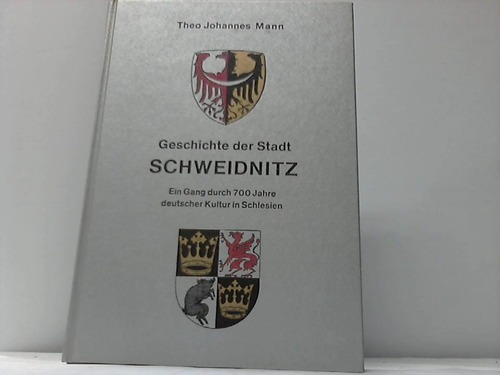 Theo Johannes Mann
Geschichte der Stadt
SCHWEIDNITZ
Ein Gang durch 700 Jahre
deutscher Kultur in Schlesien